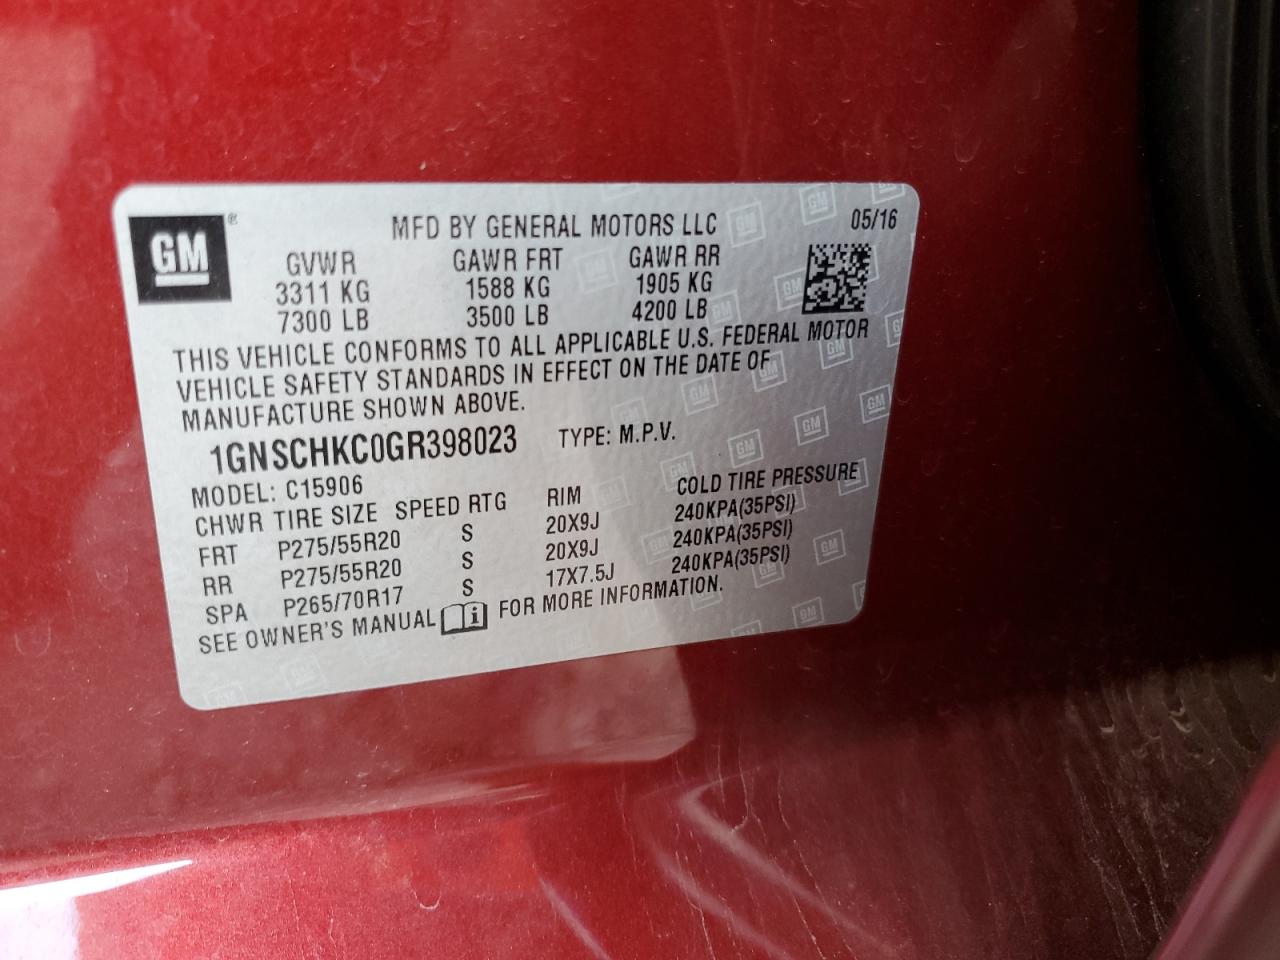 GM ®
MFD BY GENERAL MOTORS LLC 05/16
GVWR GAWR FRT GAWR RR
3311 KG 1588 KG 1905 KG
7300 LB 3500 LB 4200 LB
THIS VEHICLE CONFORMS TO ALL APPLICABLE U.S. FEDERAL MOTOR
VEHICLE SAFETY STANDARDS IN EFFECT ON THE DATE OF
MANUFACTURE SHOWN ABOVE.
1GNSCHKC0GR398023 TYPE: M.P.V.
MODEL: C15906
CHWR TIRE SIZE SPEED RTG RIM COLD TIRE PRESSURE
FRT P275/55R20 S 20X9J 240KPA(35PSI)
RR P275/55R20 S 20X9J 240KPA(35PSI)
SPA P265/70R17 S 17X7.5J 240KPA(35PSI)
SEE OWNER'S MANUAL i FOR MORE INFORMATION.